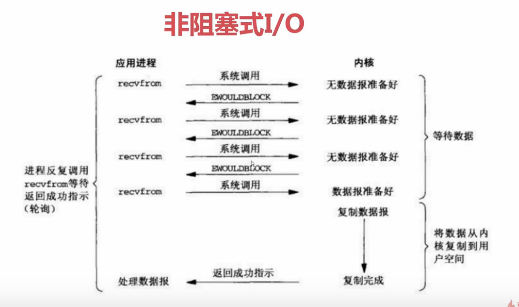 非阻塞式I/O
应用进程
内核
recvfrom
系统调用
无数据报准备好
EWOULDBLOCK
recvfrom
系统调用
无数据报准备好
EWOULDBLOCK
recvfrom
系统调用
无数据报准备好
EWOULDBLOCK
recvfrom
系统调用
数据报准备好
进程反复调用
recvfrom等待
返回成功指示
(轮询)
等待数据
复制数据报
将数据从内
核复制到用
户空间
处理数据报
返回成功指示
复制完成